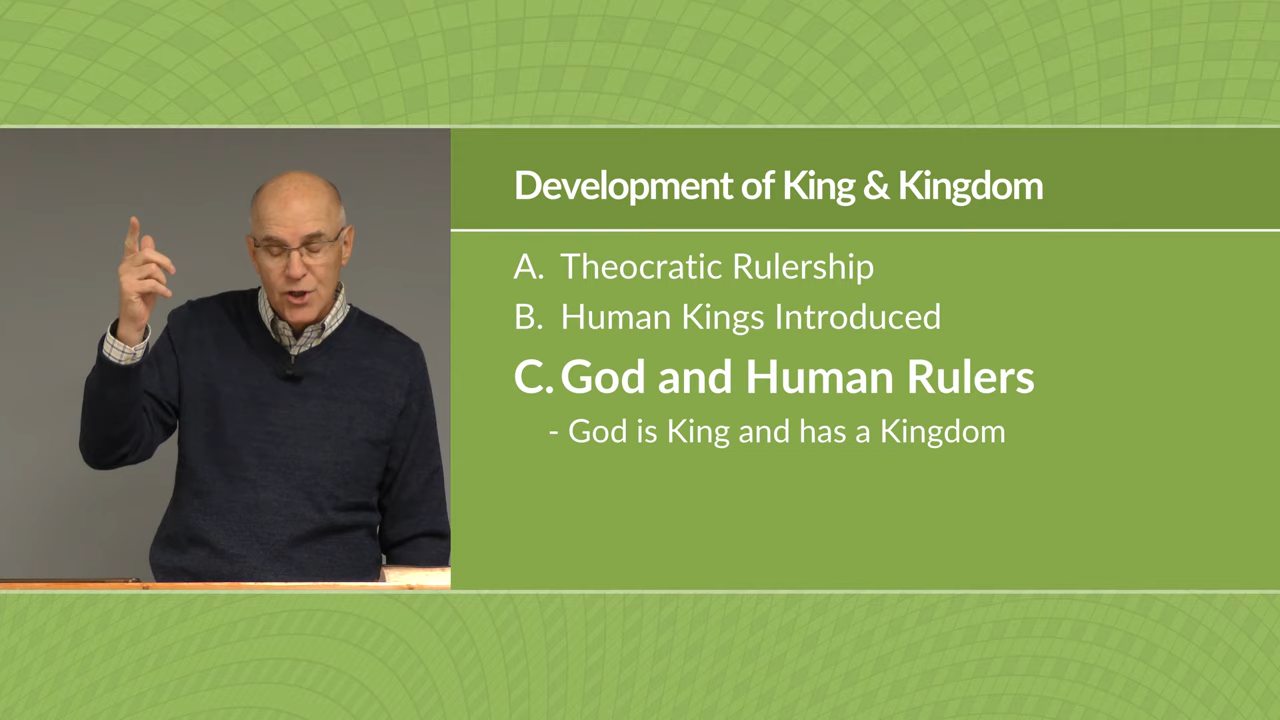 Development of King & Kingdom
A. Theocratic Rulership
B. Human Kings Introduced
C. God and Human Rulers
- God is King and has a Kingdom